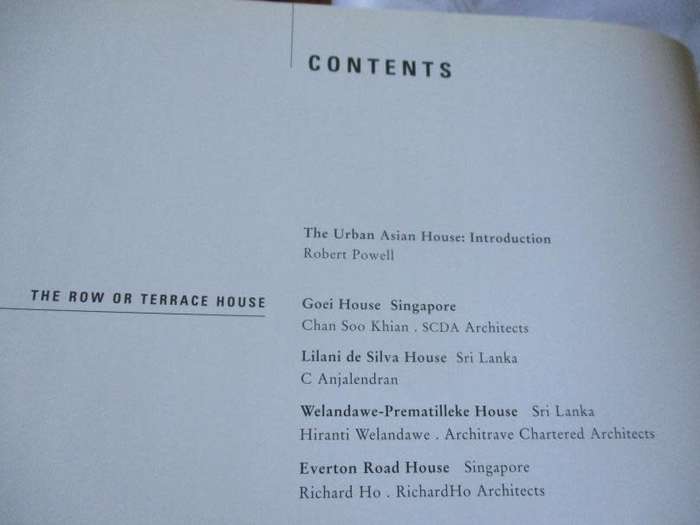 CONTENTS
The Urban Asian House: Introduction
Robert Powell
THE ROW OR TERRACE HOUSE
Goei House Singapore
Chan Soo Khian . SCDA Architects
Lilani de Silva House Sri Lanka
C Anjalendran
Welandawe-Prematilleke House Sri Lanka
Hiranti Welandawe . Architrave Chartered Architects
Everton Road House Singapore
Richard Ho . RichardHo Architects